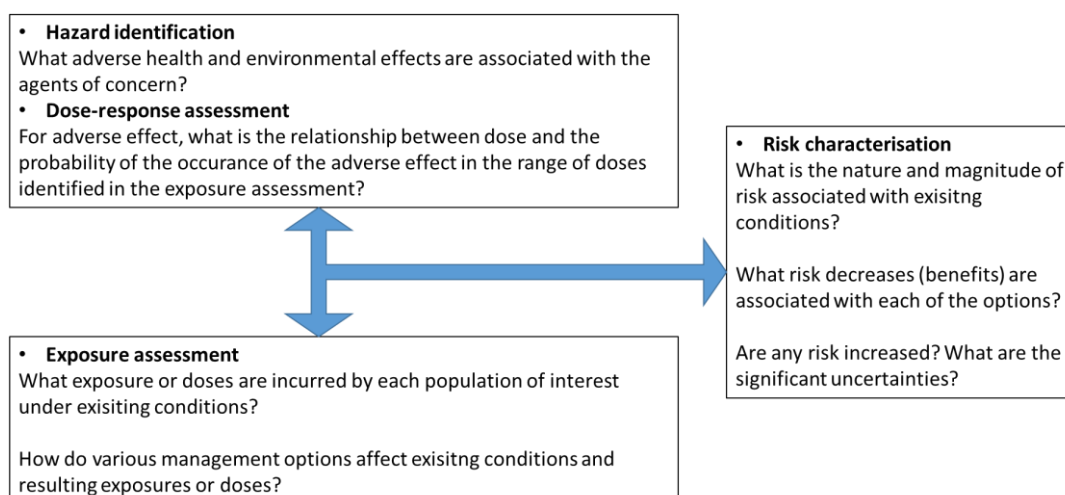 • Hazard identification
What adverse health and environmental effects are associated with the
agents of concern?
• Dose-response assessment
For adverse effect, what is the relationship between dose and the
probability of the occurance of the adverse effect in the range of doses
identified in the exposure assessment?
• Exposure assessment
What exposure or doses are incurred by each population of interest
under exisiting conditions?
How do various management options affect exisitng conditions and
resulting exposures or doses?
• Risk characterisation
What is the nature and magnitude of
risk associated with exisitng
conditions?
What risk decreases (benefits) are
associated with each of the options?
Are any risk increased? What are the
significant uncertainties?